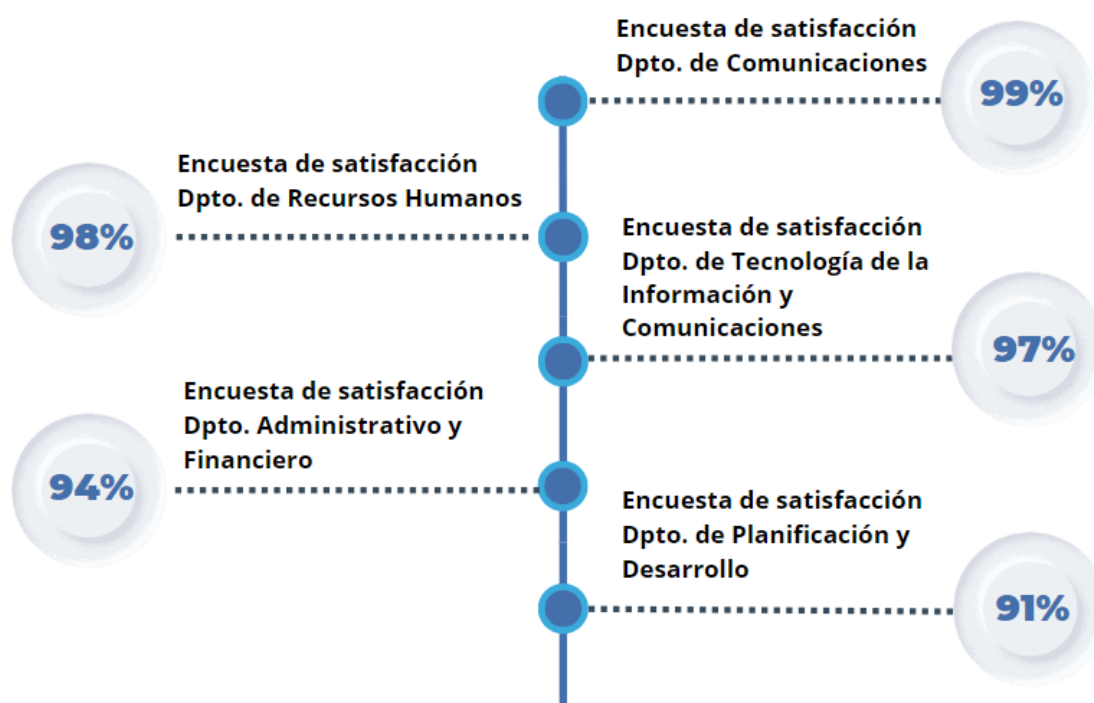 Encuesta de satisfacción
Dpto. de Comunicaciones
99%
Encuesta de satisfacción
Dpto. de Recursos Humanos
98%
Encuesta de satisfacción
Dpto. de Tecnología de la
Información y
Comunicaciones
97%
Encuesta de satisfacción
Dpto. Administrativo y
Financiero
94%
Encuesta de satisfacción
Dpto. de Planificación y
Desarrollo
91%